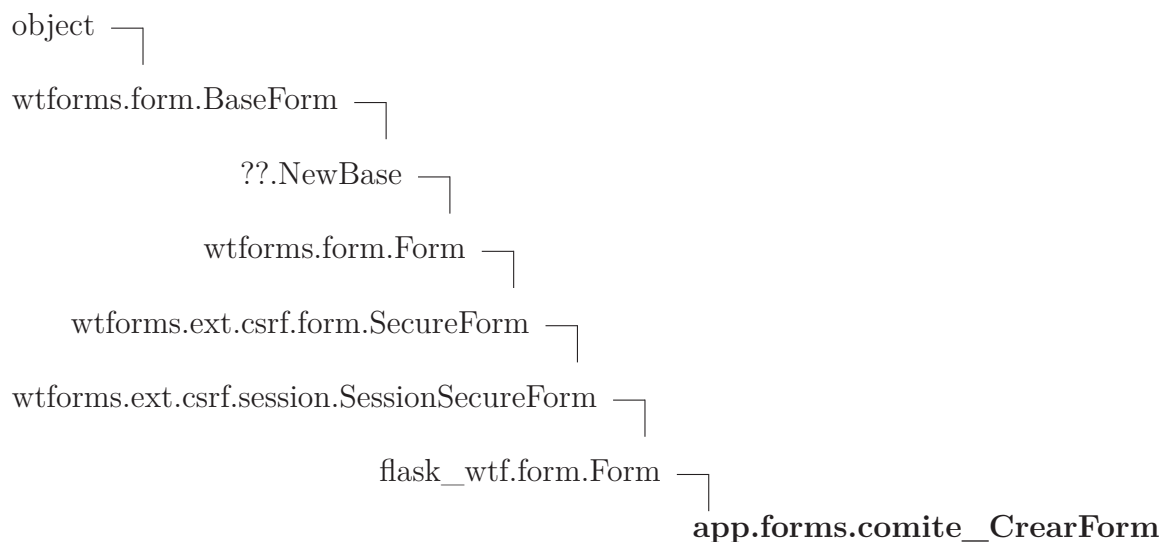 object
wtforms.form.BaseForm
??.NewBase
wtforms.form.Form
wtforms.ext.csrf.form.SecureForm
wtforms.ext.csrf.session.SessionSecureForm
flask_wtf.form.Form
app.forms.comite_CrearForm